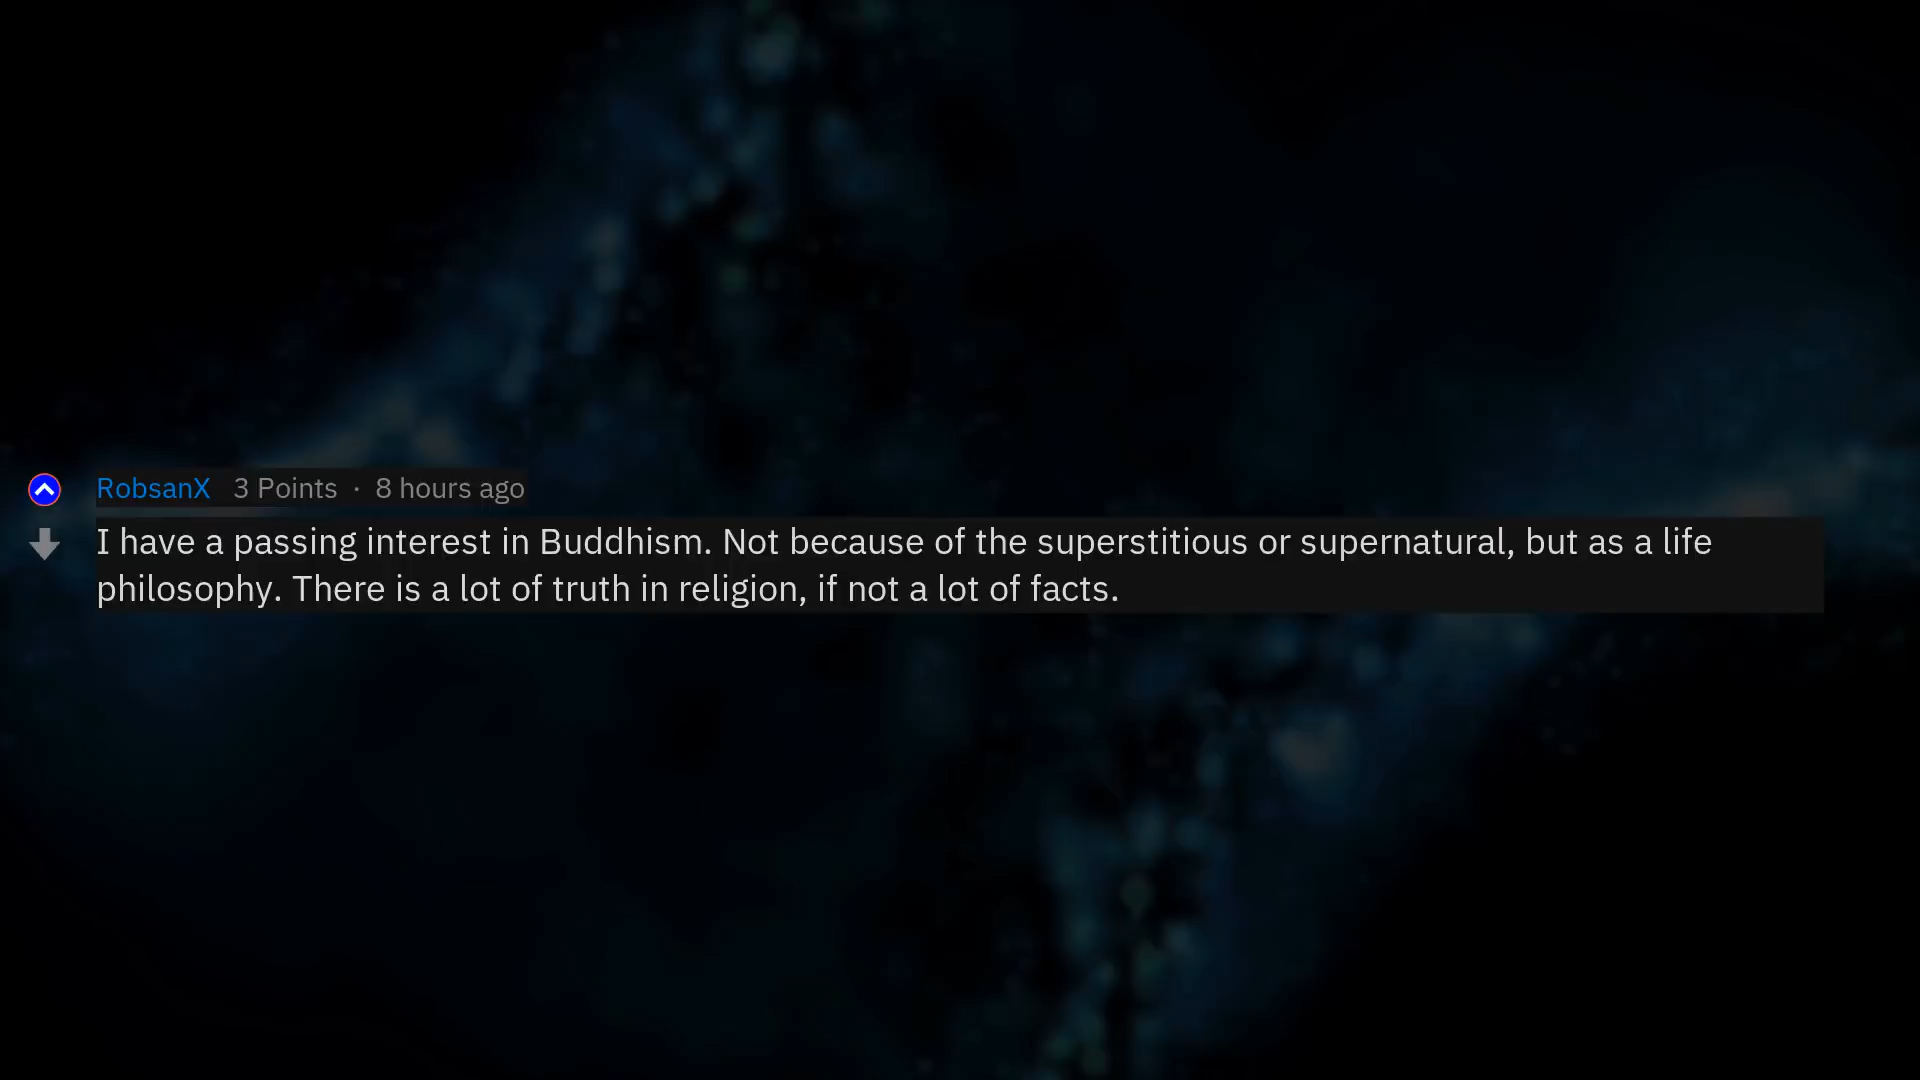 RobsanX 3 Points · 8 hours ago
I have a passing interest in Buddhism. Not because of the superstitious or supernatural, but as a life
philosophy. There is a lot of truth in religion, if not a lot of facts.